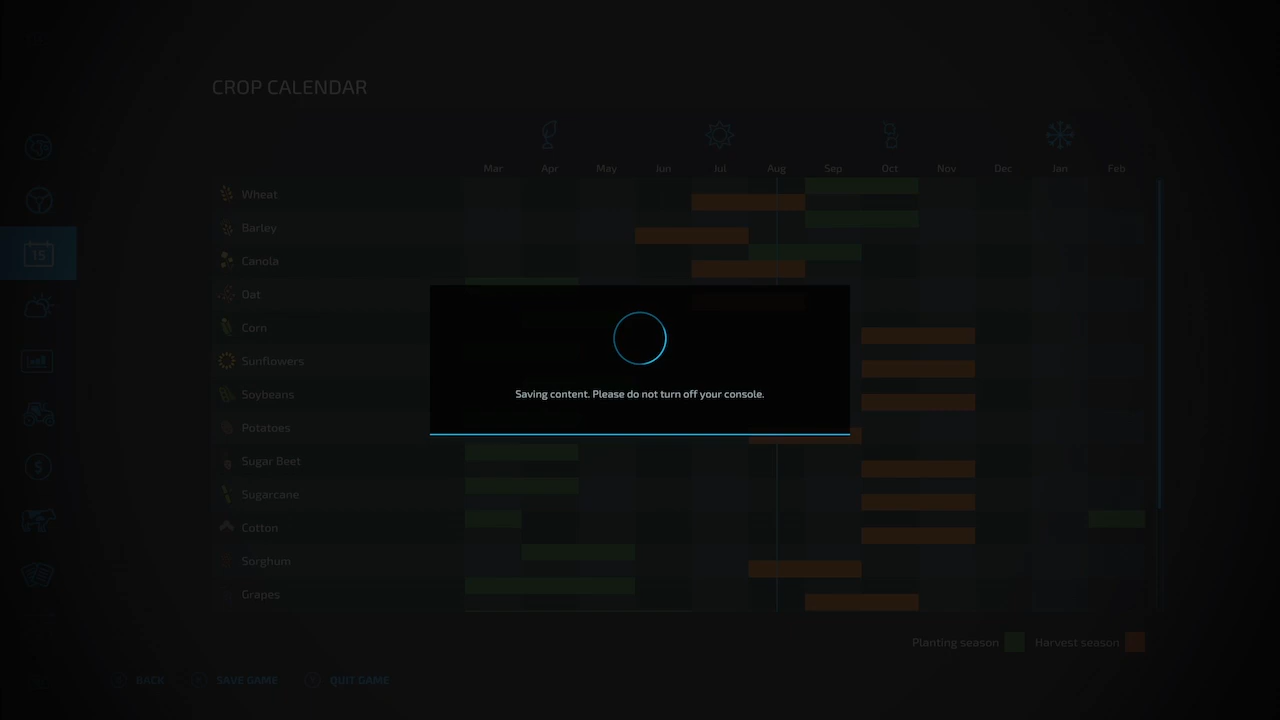 CROP CALENDAR
Mar Apr May Jun Jul Aug Sep Oct Nov Dec Jan Feb
Wheat
Barley
Canola
15
Oat
Corn
Sunflowers
Saving content. Please do not turn off your console.
Soybeans
Potatoes
Sugar Beet
$
Sugarcane
Cotton
Sorghum
Grapes
Planting season Harvest season
BACK SAVE GAME QUIT GAME